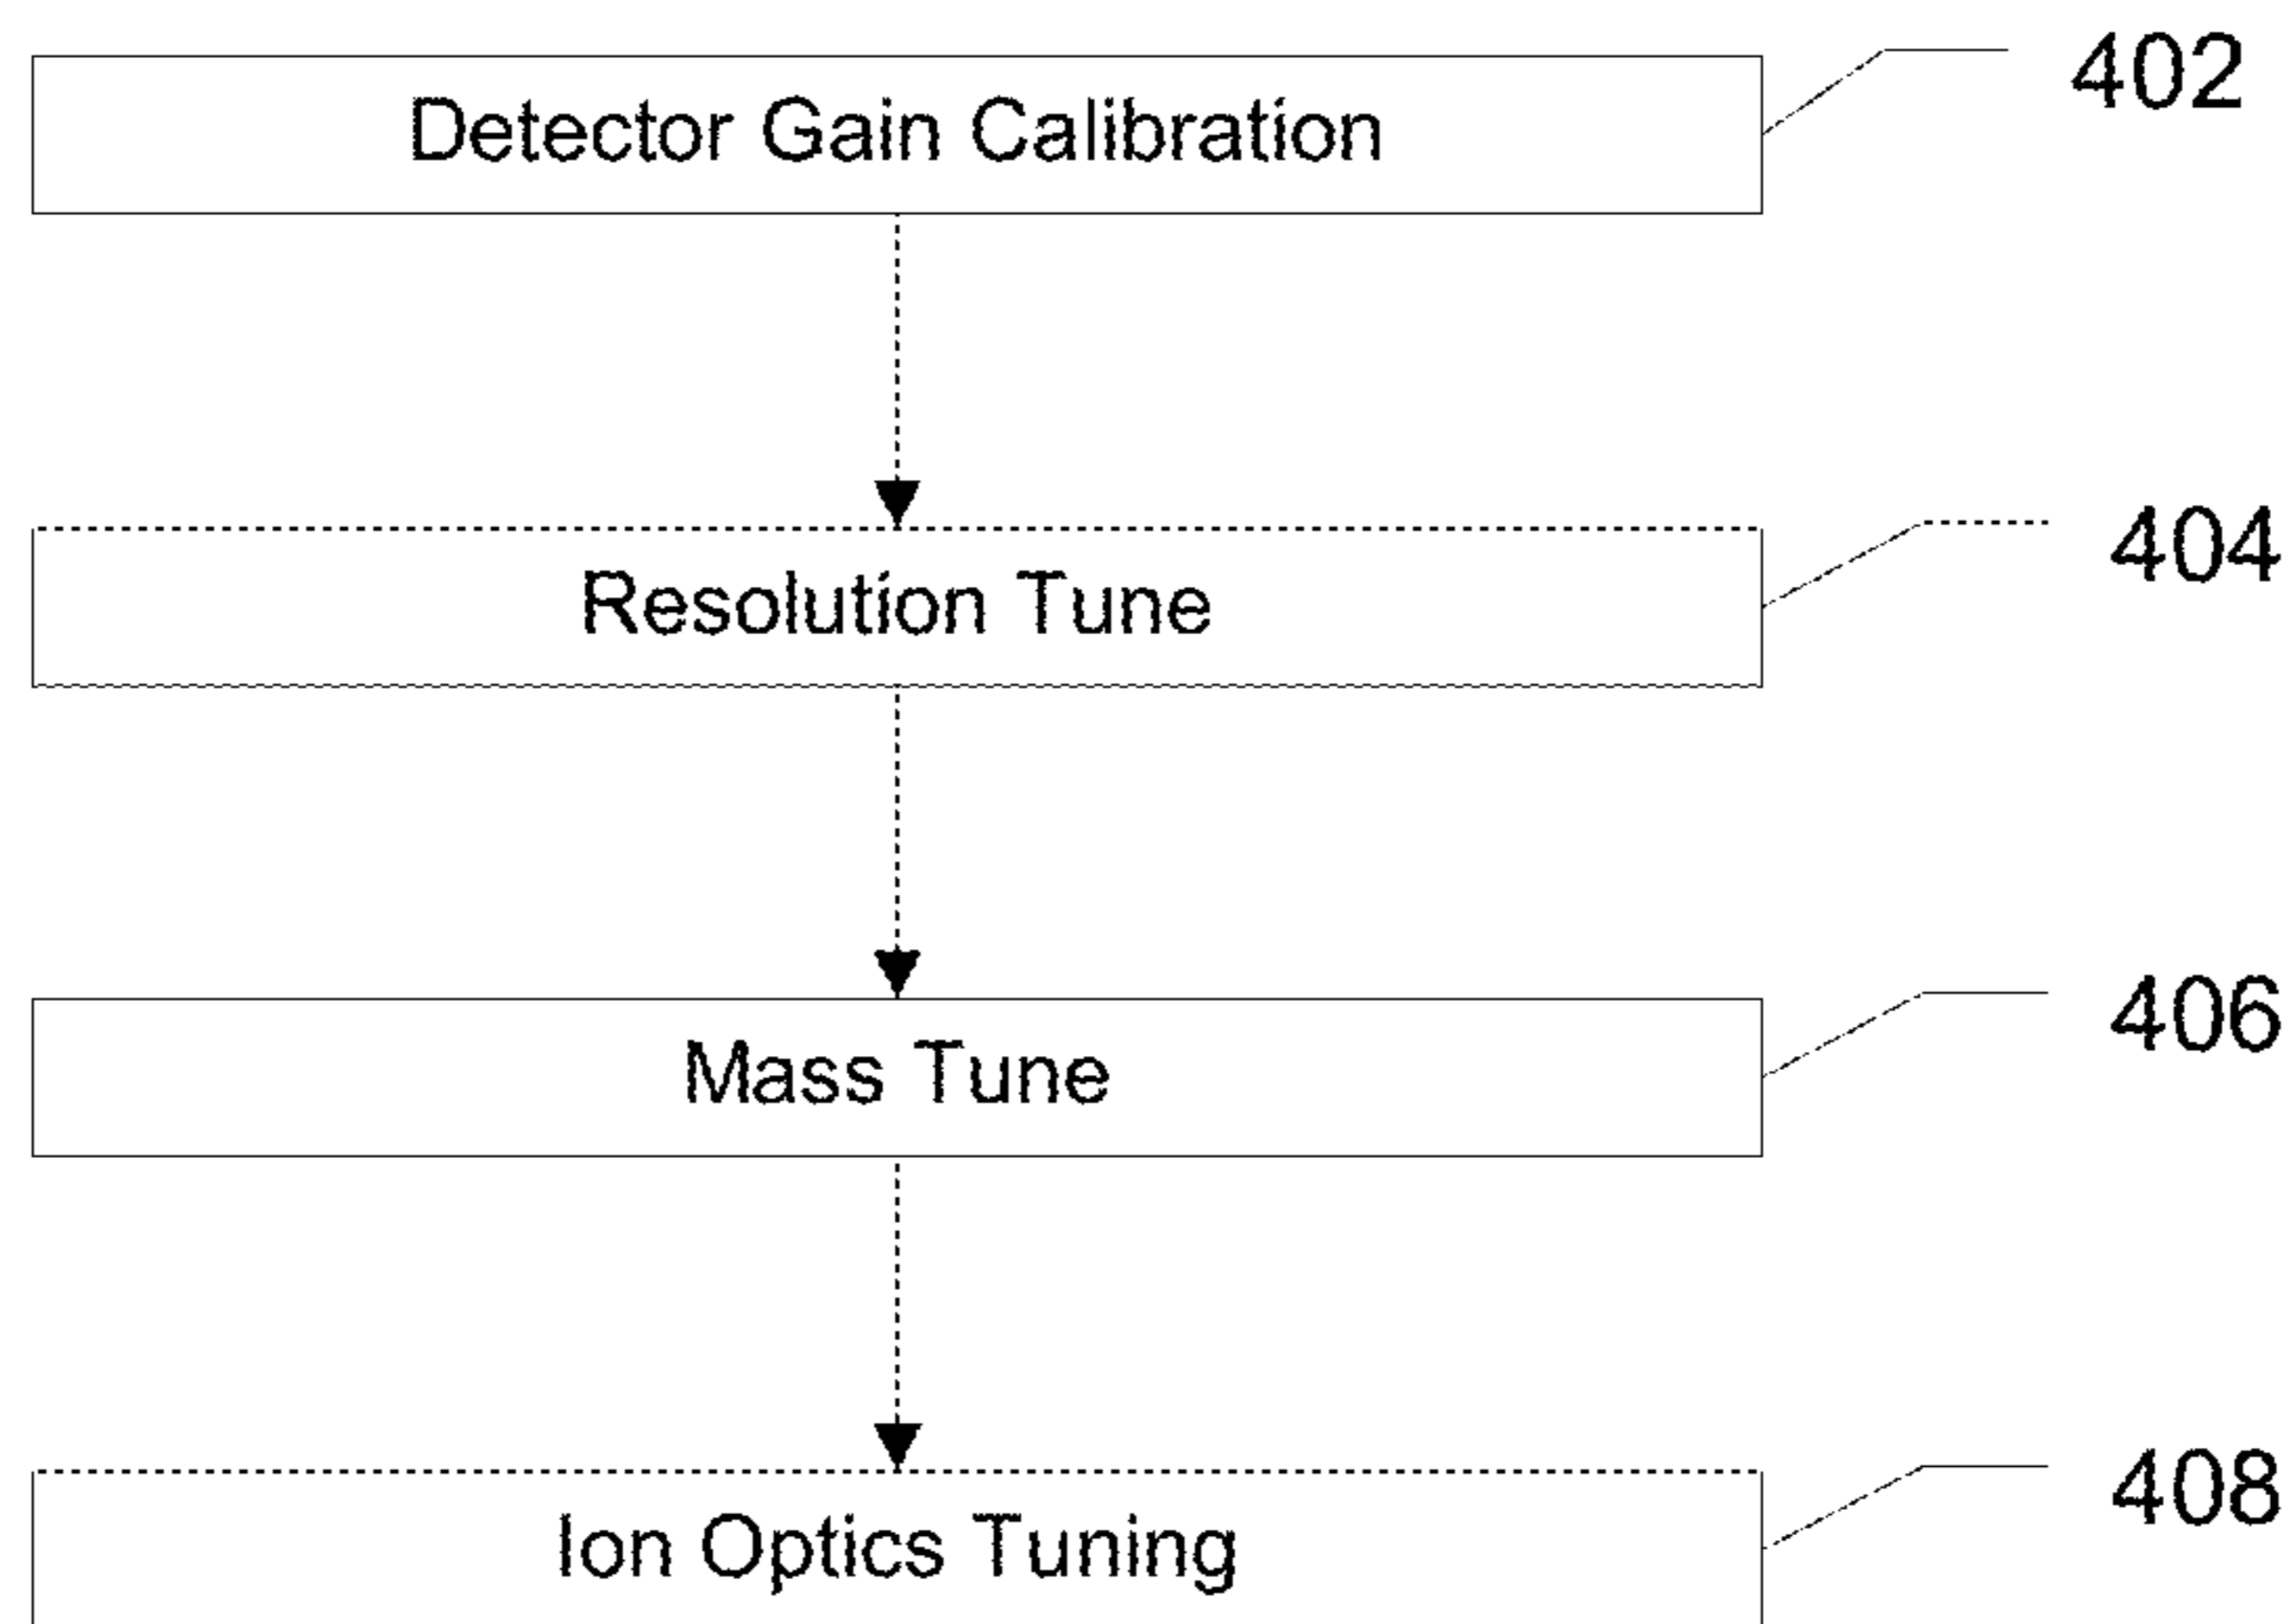 Detector Gain Calibration
402
Resolution Tune
404
Mass Tune
406
Ion Optics Tuning
408